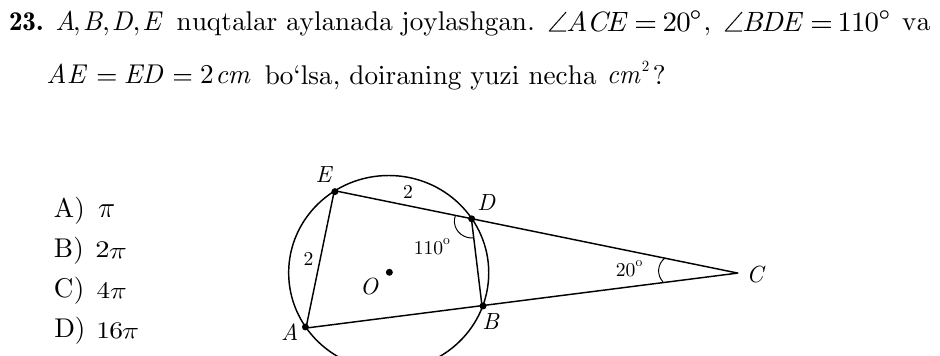 23. A, B, D, E nuqtalar aylanada joylashgan. ∠ACE = 20°, ∠BDE = 110° va
AE = ED = 2 cm bo‘lsa, doiraning yuzi necha cm²?
E
2
D
A) π
B) 2π
110°
2
20°
C
C) 4π
O
B
D) 16π
A